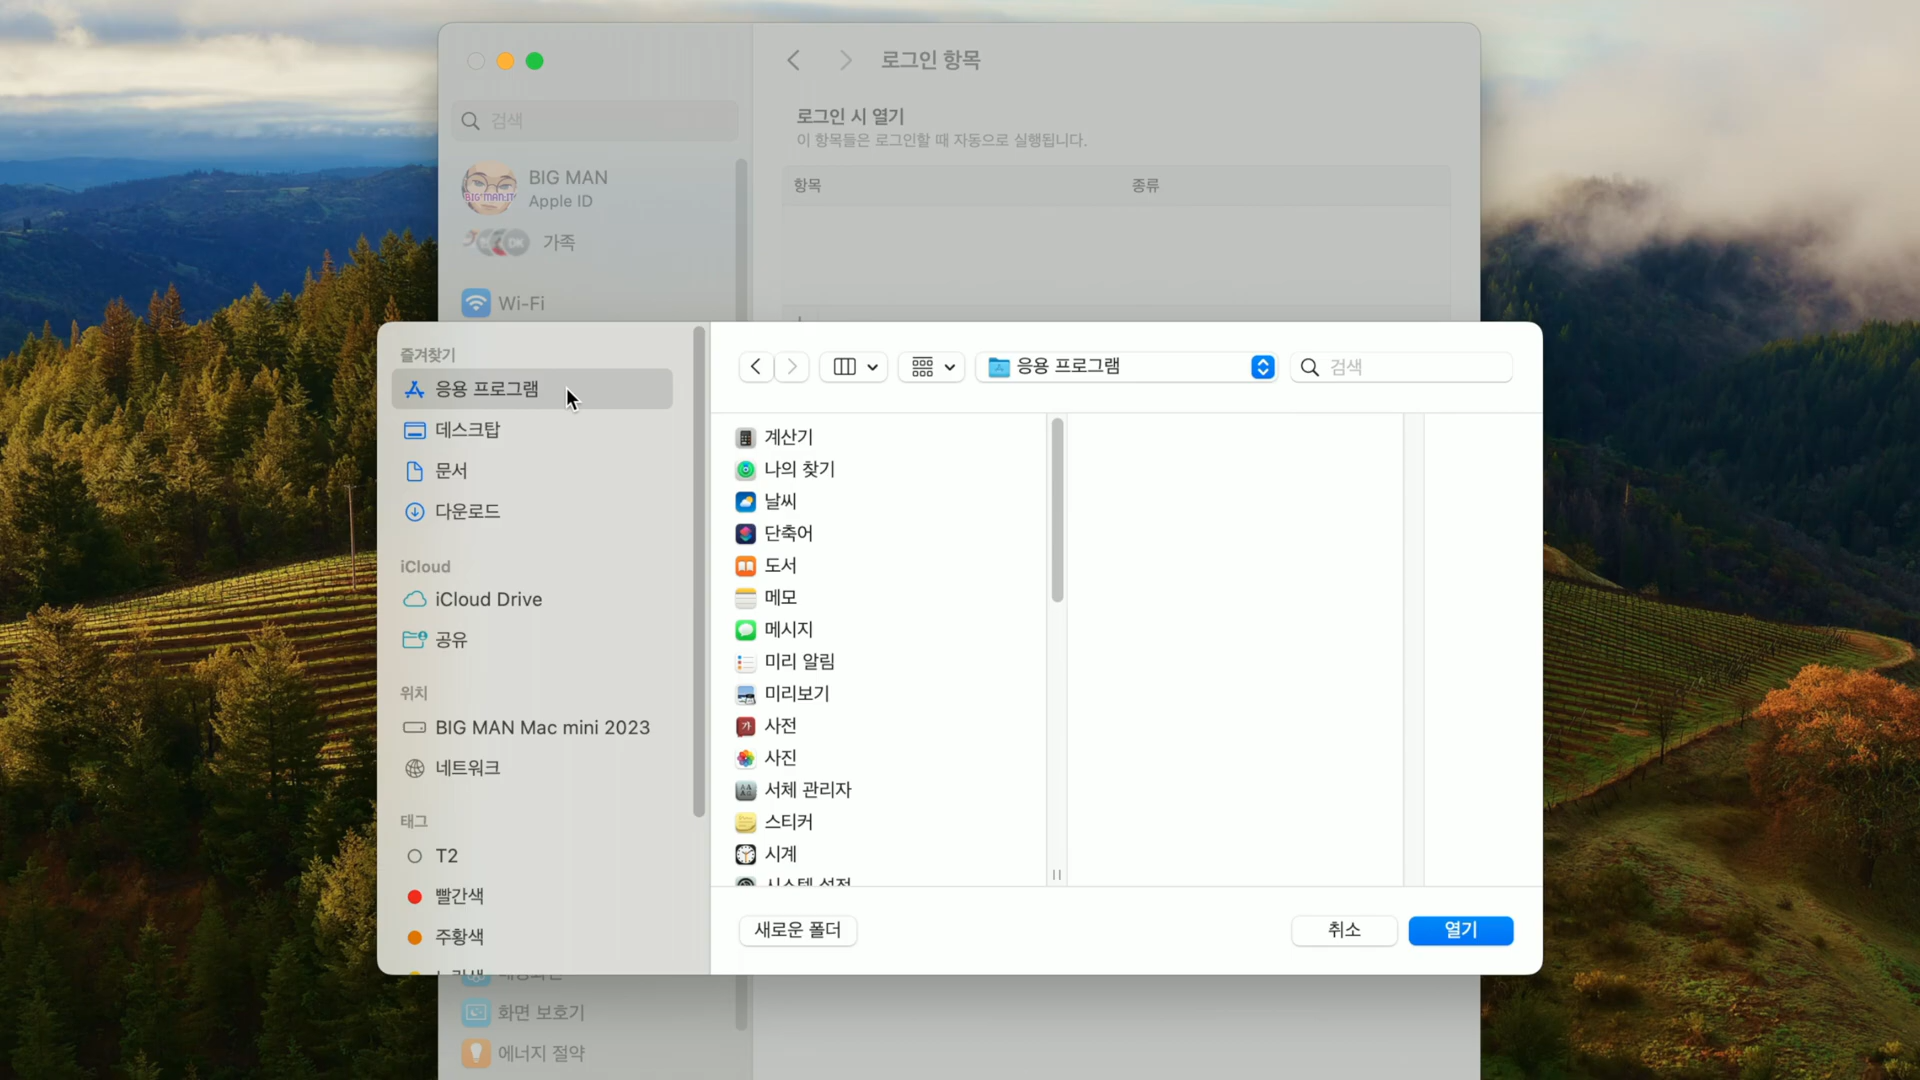 로그인 항목
검색
로그인 시 열기
이 항목들은 로그인할 때 자동으로 실행됩니다.
항목
종류
BIG MAN
Apple ID
가족
Wi-Fi
즐겨찾기
응용 프로그램
데스크탑
문서
다운로드
iCloud
iCloud Drive
공유
위치
BIG MAN Mac mini 2023
네트워크
태그
T2
빨간색
주황색
응용 프로그램
검색
계산기
나의 찾기
날씨
단축어
도서
메모
메시지
미리 알림
미리보기
사전
사진
서체 관리자
스티커
시계
시스템 설정
새로운 폴더
취소
열기
화면 보호기
에너지 절약